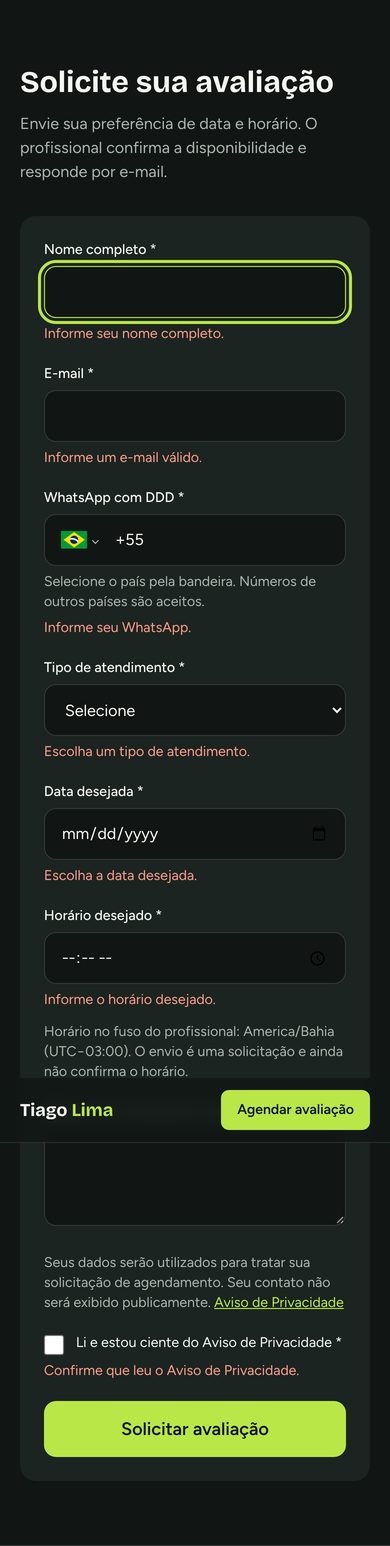 Solicite sua avaliação
Envie sua preferência de data e horário. O
profissional confirma a disponibilidade e
responde por e-mail.
Nome completo *
Informe seu nome completo.
E-mail *
Informe um e-mail válido.
WhatsApp com DDD *
+55
Selecione o país pela bandeira. Números de
outros países são aceitos.
Informe seu WhatsApp.
Tipo de atendimento *
Selecione
Escolha um tipo de atendimento.
Data desejada *
mm/dd/yyyy
Escolha a data desejada.
Horário desejado *
--:-- --
Informe o horário desejado.
Horário no fuso do profissional: America/Bahia
(UTC−03:00). O envio é uma solicitação e ainda
não confirma o horário.
Tiago Lima
Agendar avaliação
Seus dados serão utilizados para tratar sua
solicitação de agendamento. Seu contato não
será exibido publicamente. Aviso de Privacidade
Li e estou ciente do Aviso de Privacidade *
Confirme que leu o Aviso de Privacidade.
Solicitar avaliação